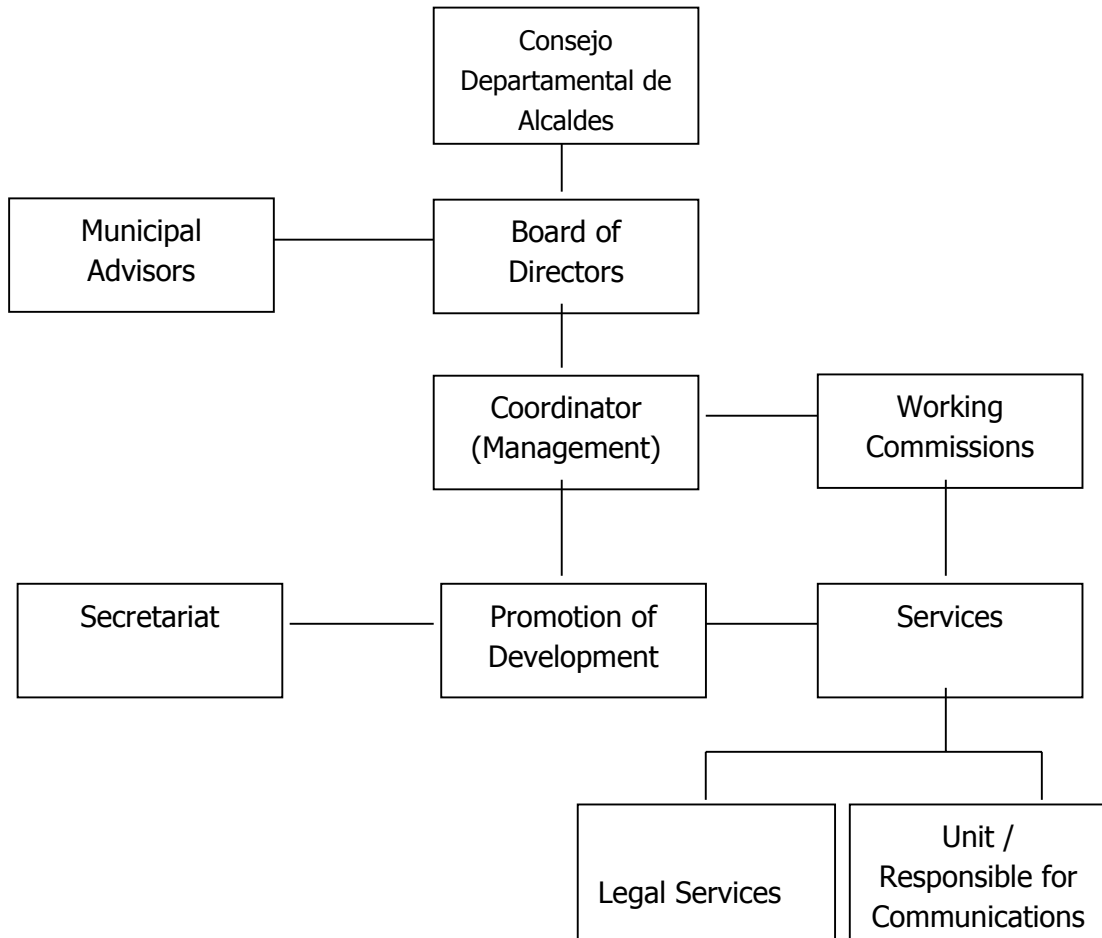 Consejo
Departamental de
Alcaldes
Municipal
Advisors
Board of
Directors
Coordinator
(Management)
Working
Commissions
Secretariat
Promotion of
Development
Services
Legal Services
Unit /
Responsible for
Communications